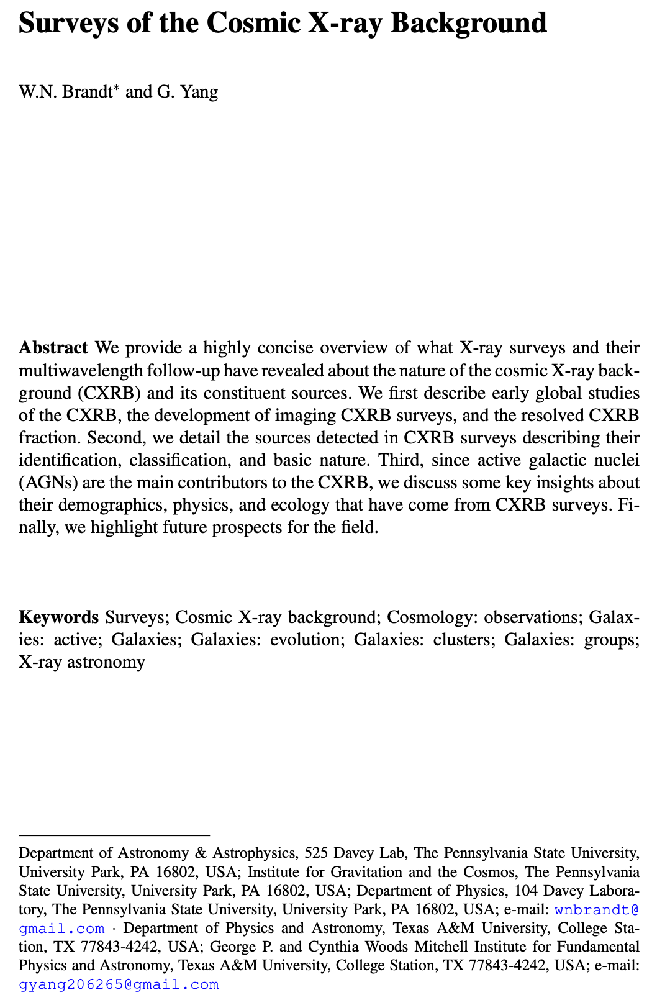 Surveys of the Cosmic X-ray Background
W.N. Brandt* and G. Yang
Abstract We provide a highly concise overview of what X-ray surveys and their
multiwavelength follow-up have revealed about the nature of the cosmic X-ray back-
ground (CXRB) and its constituent sources. We first describe early global studies
of the CXRB, the development of imaging CXRB surveys, and the resolved CXRB
fraction. Second, we detail the sources detected in CXRB surveys describing their
identification, classification, and basic nature. Third, since active galactic nuclei
(AGNs) are the main contributors to the CXRB, we discuss some key insights about
their demographics, physics, and ecology that have come from CXRB surveys. Fi-
nally, we highlight future prospects for the field.
Keywords Surveys; Cosmic X-ray background; Cosmology: observations; Galax-
ies: active; Galaxies; Galaxies: evolution; Galaxies: clusters; Galaxies: groups;
X-ray astronomy
Department of Astronomy & Astrophysics, 525 Davey Lab, The Pennsylvania State University,
University Park, PA 16802, USA; Institute for Gravitation and the Cosmos, The Pennsylvania
State University, University Park, PA 16802, USA; Department of Physics, 104 Davey Labora-
tory, The Pennsylvania State University, University Park, PA 16802, USA; e-mail: wnbrandt@
gmail.com · Department of Physics and Astronomy, Texas A&M University, College Sta-
tion, TX 77843-4242, USA; George P. and Cynthia Woods Mitchell Institute for Fundamental
Physics and Astronomy, Texas A&M University, College Station, TX 77843-4242, USA; e-mail:
gyang206265@gmail.com